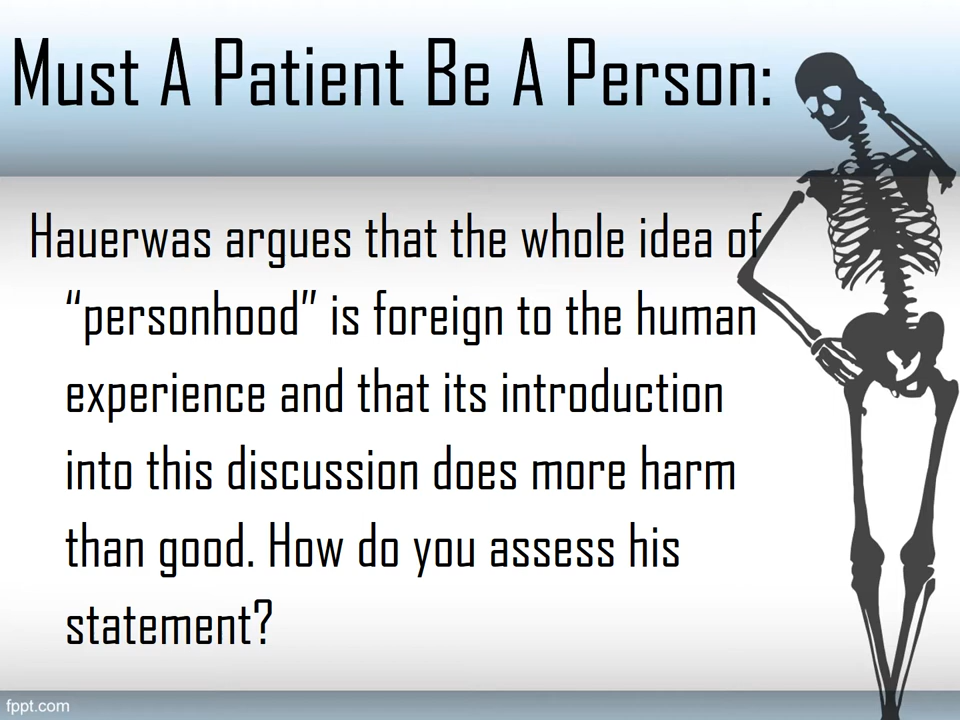 Must A Patient Be A Person:
Hauerwas argues that the whole idea of
“personhood” is foreign to the human
experience and that its introduction
into this discussion does more harm
than good. How do you assess his
statement?
fppt.com